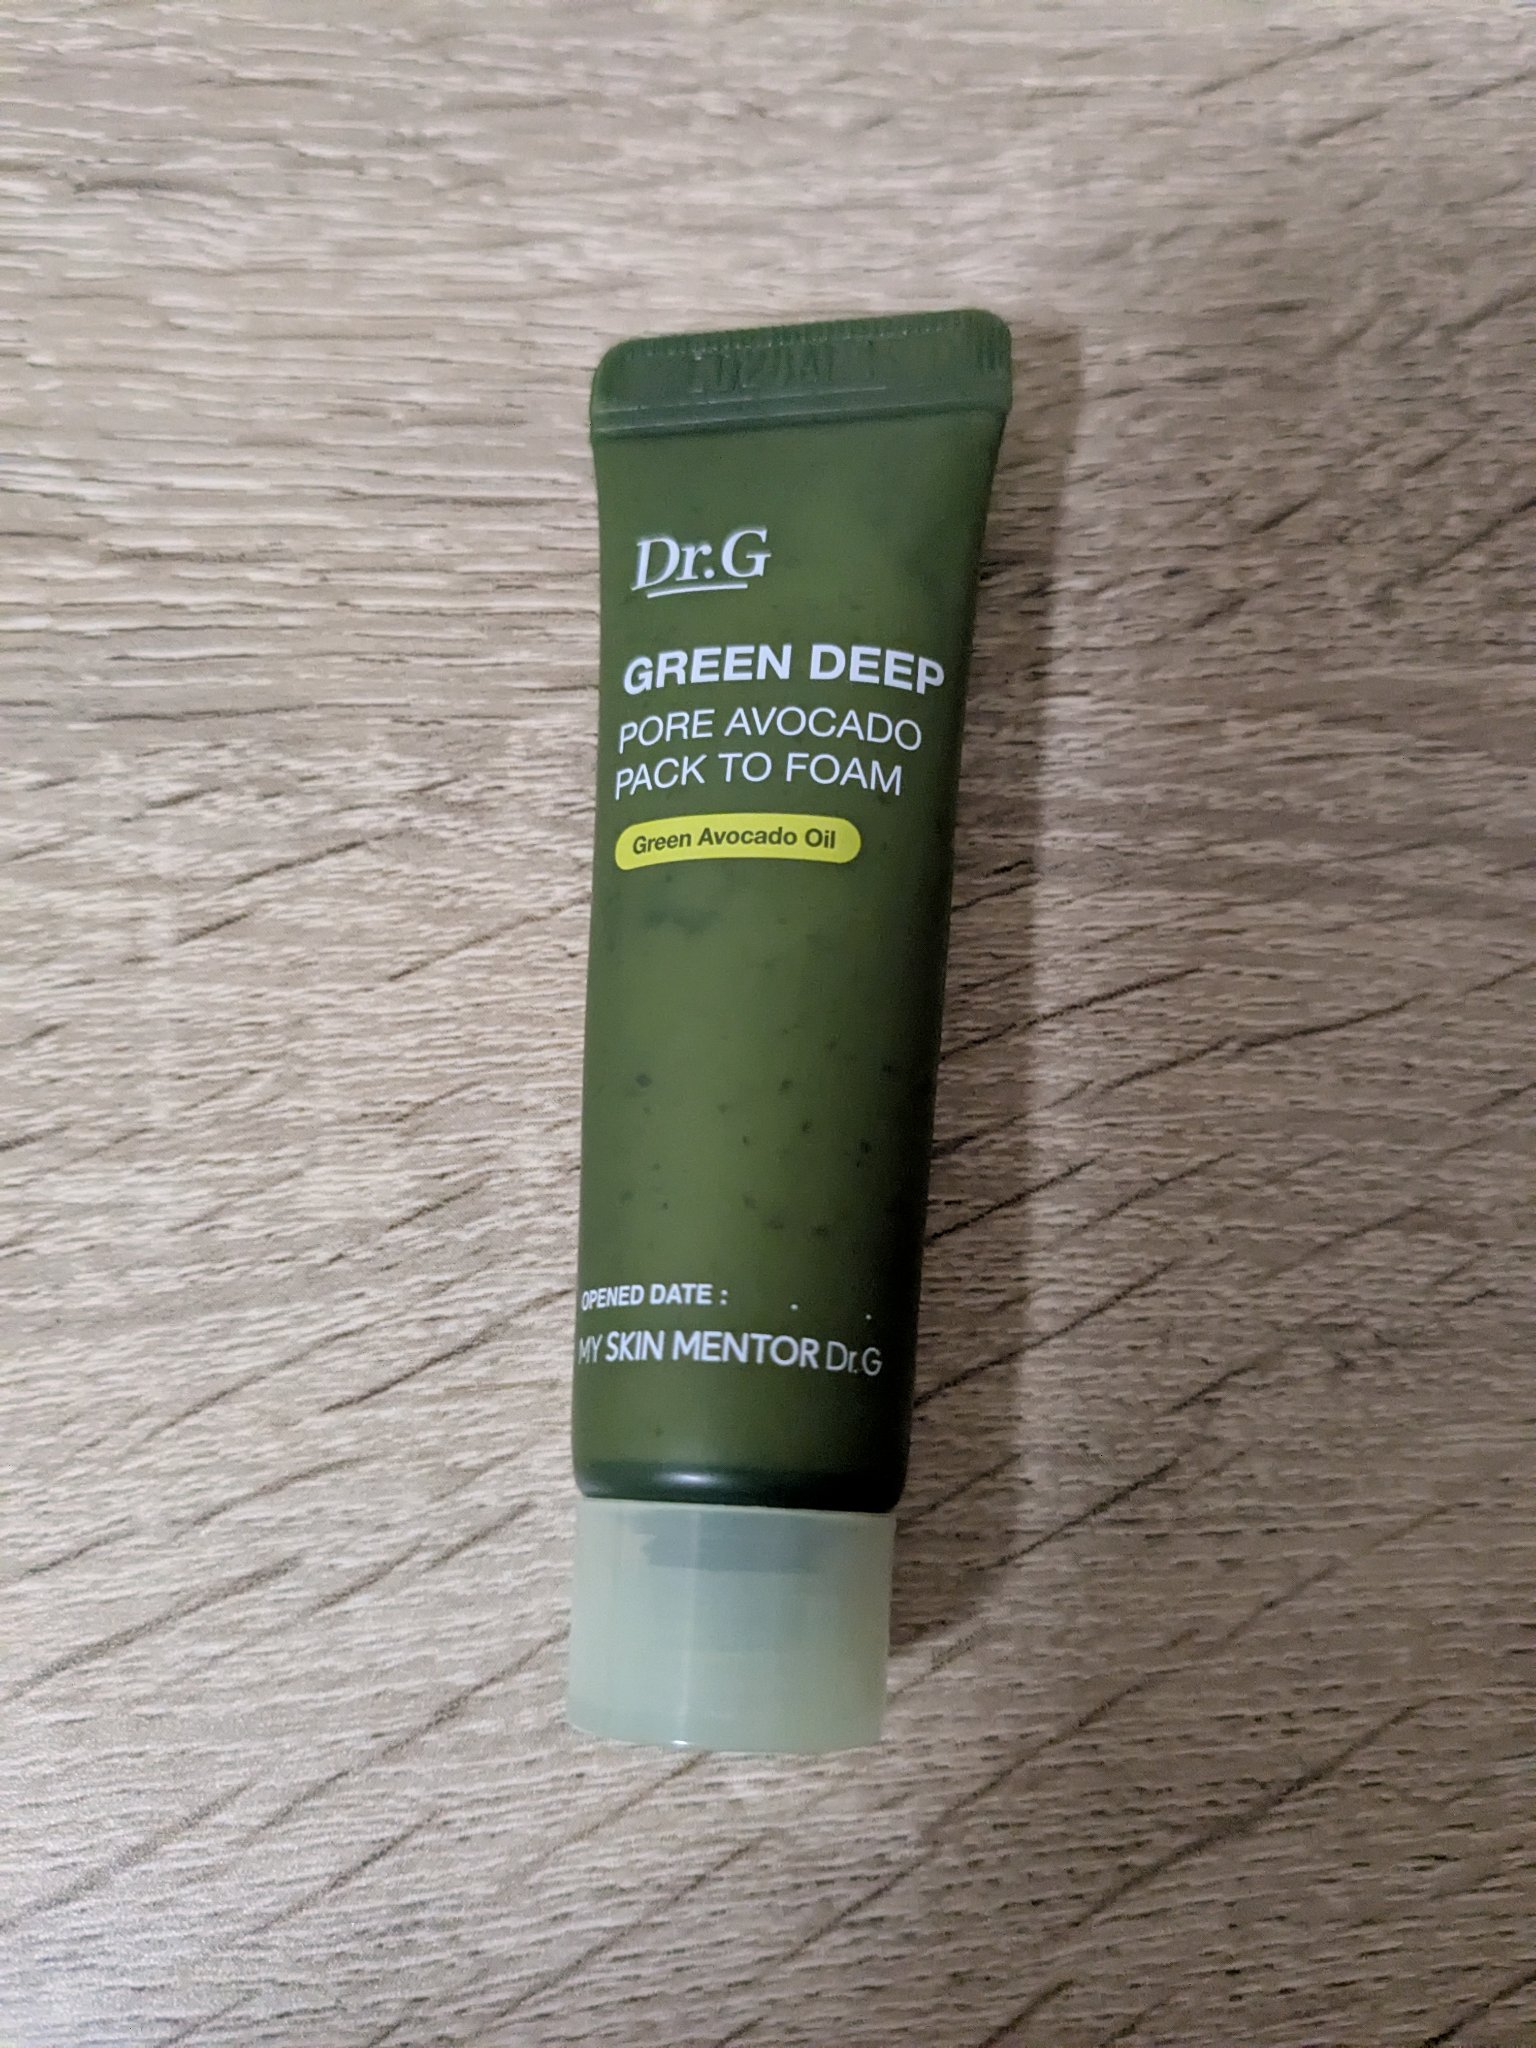 Dr.G
GREEN DEEP
PORE AVOCADO
PACK TO FOAM
Green Avocado Oil
OPENED DATE : . .
MY SKIN MENTOR Dr.G